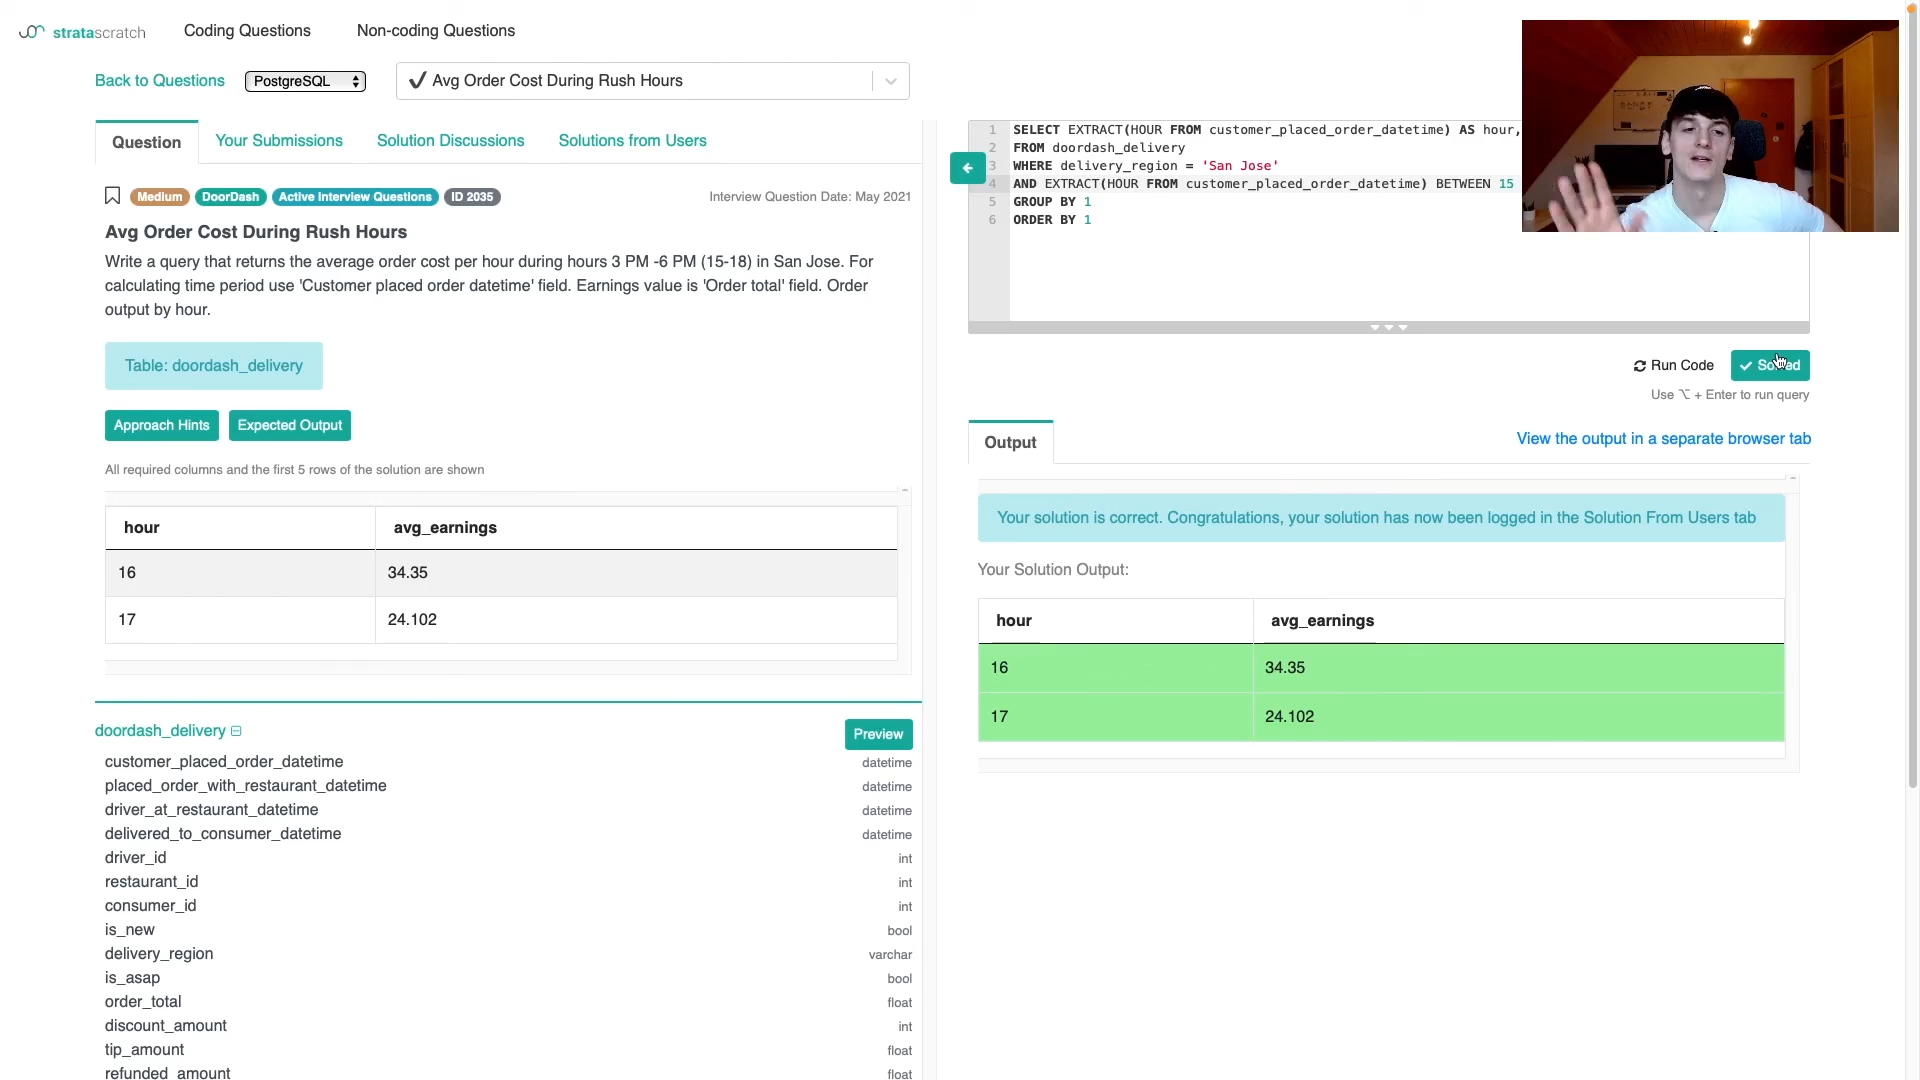 stratascratch
Coding Questions
Non-coding Questions
Back to Questions
PostgreSQL
Avg Order Cost During Rush Hours
Question
Your Submissions
Solution Discussions
Solutions from Users
Medium
DoorDash
Active Interview Questions
ID 2035
Interview Question Date: May 2021
Avg Order Cost During Rush Hours
Write a query that returns the average order cost per hour during hours 3 PM -6 PM (15-18) in San Jose. For
calculating time period use 'Customer placed order datetime' field. Earnings value is 'Order total' field. Order
output by hour.
Table: doordash_delivery
Approach Hints
Expected Output
All required columns and the first 5 rows of the solution are shown
hour avg_earnings
16 34.35
17 24.102
doordash_delivery
Preview
customer_placed_order_datetime datetime
placed_order_with_restaurant_datetime datetime
driver_at_restaurant_datetime datetime
delivered_to_consumer_datetime datetime
driver_id int
restaurant_id int
consumer_id int
is_new bool
delivery_region varchar
is_asap bool
order_total float
discount_amount int
tip_amount float
refunded_amount float
1 SELECT EXTRACT(HOUR FROM customer_placed_order_datetime) AS hour,
2 FROM doordash_delivery
3 WHERE delivery_region = 'San Jose'
4 AND EXTRACT(HOUR FROM customer_placed_order_datetime) BETWEEN 15
5 GROUP BY 1
6 ORDER BY 1
Run Code
Solved
Use ⌥ + Enter to run query
Output
View the output in a separate browser tab
Your solution is correct. Congratulations, your solution has now been logged in the Solution From Users tab
Your Solution Output:
hour avg_earnings
16 34.35
17 24.102